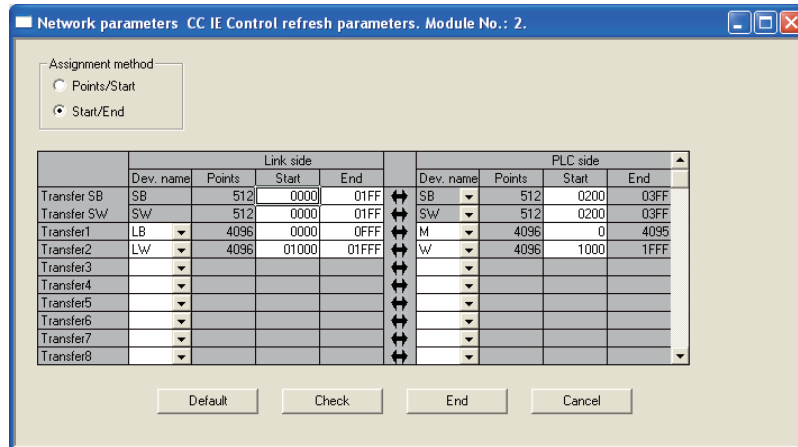 Network parameters CC IE Control refresh parameters. Module No.: 2.
Assignment method
Points/Start
Start/End
Link side PLC side
Dev. name Points Start End Dev. name Points Start End
Transfer SB SB 512 0000 01FF SB 512 0200 03FF
Transfer SW SW 512 0000 01FF SW 512 0200 03FF
Transfer1 LB 4096 0000 0FFF M 4096 0 4095
Transfer2 LW 4096 01000 01FFF W 4096 1000 1FFF
Transfer3
Transfer4
Transfer5
Transfer6
Transfer7
Transfer8
Default Check End Cancel